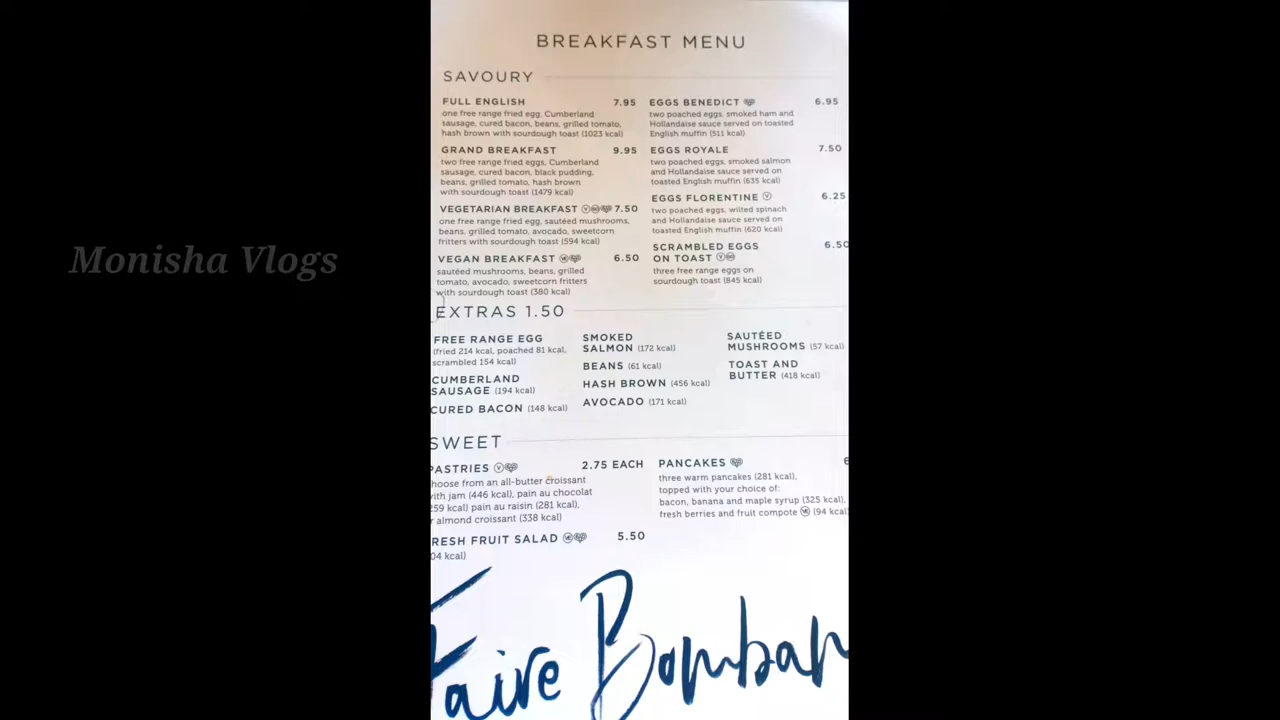 BREAKFAST MENU
SAVOURY
FULL ENGLISH 7.95
one free range fried egg, Cumberland
sausage, cured bacon, beans, grilled tomato,
hash brown with sourdough toast (1023 kcal)
GRAND BREAKFAST 9.95
two free range fried eggs, Cumberland
sausage, cured bacon, black pudding,
beans, grilled tomato, hash brown
with sourdough toast (1479 kcal)
VEGETARIAN BREAKFAST V 7.50
one free range fried egg, sautéed mushrooms,
beans, grilled tomato, avocado, sweetcorn
fritters with sourdough toast (594 kcal)
VEGAN BREAKFAST VE 6.50
sautéed mushrooms, beans, grilled
tomato, avocado, sweetcorn fritters
with sourdough toast (380 kcal)
EGGS BENEDICT 6.95
two poached eggs, smoked ham and
Hollandaise sauce served on toasted
English muffin (511 kcal)
EGGS ROYALE 7.50
two poached eggs, smoked salmon
and Hollandaise sauce served on
toasted English muffin (635 kcal)
EGGS FLORENTINE V 6.25
two poached eggs, wilted spinach
and Hollandaise sauce served on
toasted English muffin (620 kcal)
SCRAMBLED EGGS 6.50
ON TOAST V
three free range eggs on
sourdough toast (845 kcal)
EXTRAS 1.50
FREE RANGE EGG
(fried 214 kcal, poached 81 kcal,
scrambled 154 kcal)
CUMBERLAND
SAUSAGE (194 kcal)
CURED BACON (148 kcal)
SMOKED
SALMON (172 kcal)
BEANS (61 kcal)
HASH BROWN (456 kcal)
AVOCADO (171 kcal)
SAUTÉED
MUSHROOMS (57 kcal)
TOAST AND
BUTTER (418 kcal)
SWEET
PASTRIES V 2.75 EACH
hoose from an all-butter croissant
ith jam (446 kcal), pain au chocolat
259 kcal) pain au raisin (281 kcal),
r almond croissant (338 kcal)
RESH FRUIT SALAD VE 5.50
04 kcal)
PANCAKES 6
three warm pancakes (281 kcal),
topped with your choice of:
bacon, banana and maple syrup (325 kcal),
fresh berries and fruit compote VE (94 kcal)
Faire Bomban
Monisha Vlogs